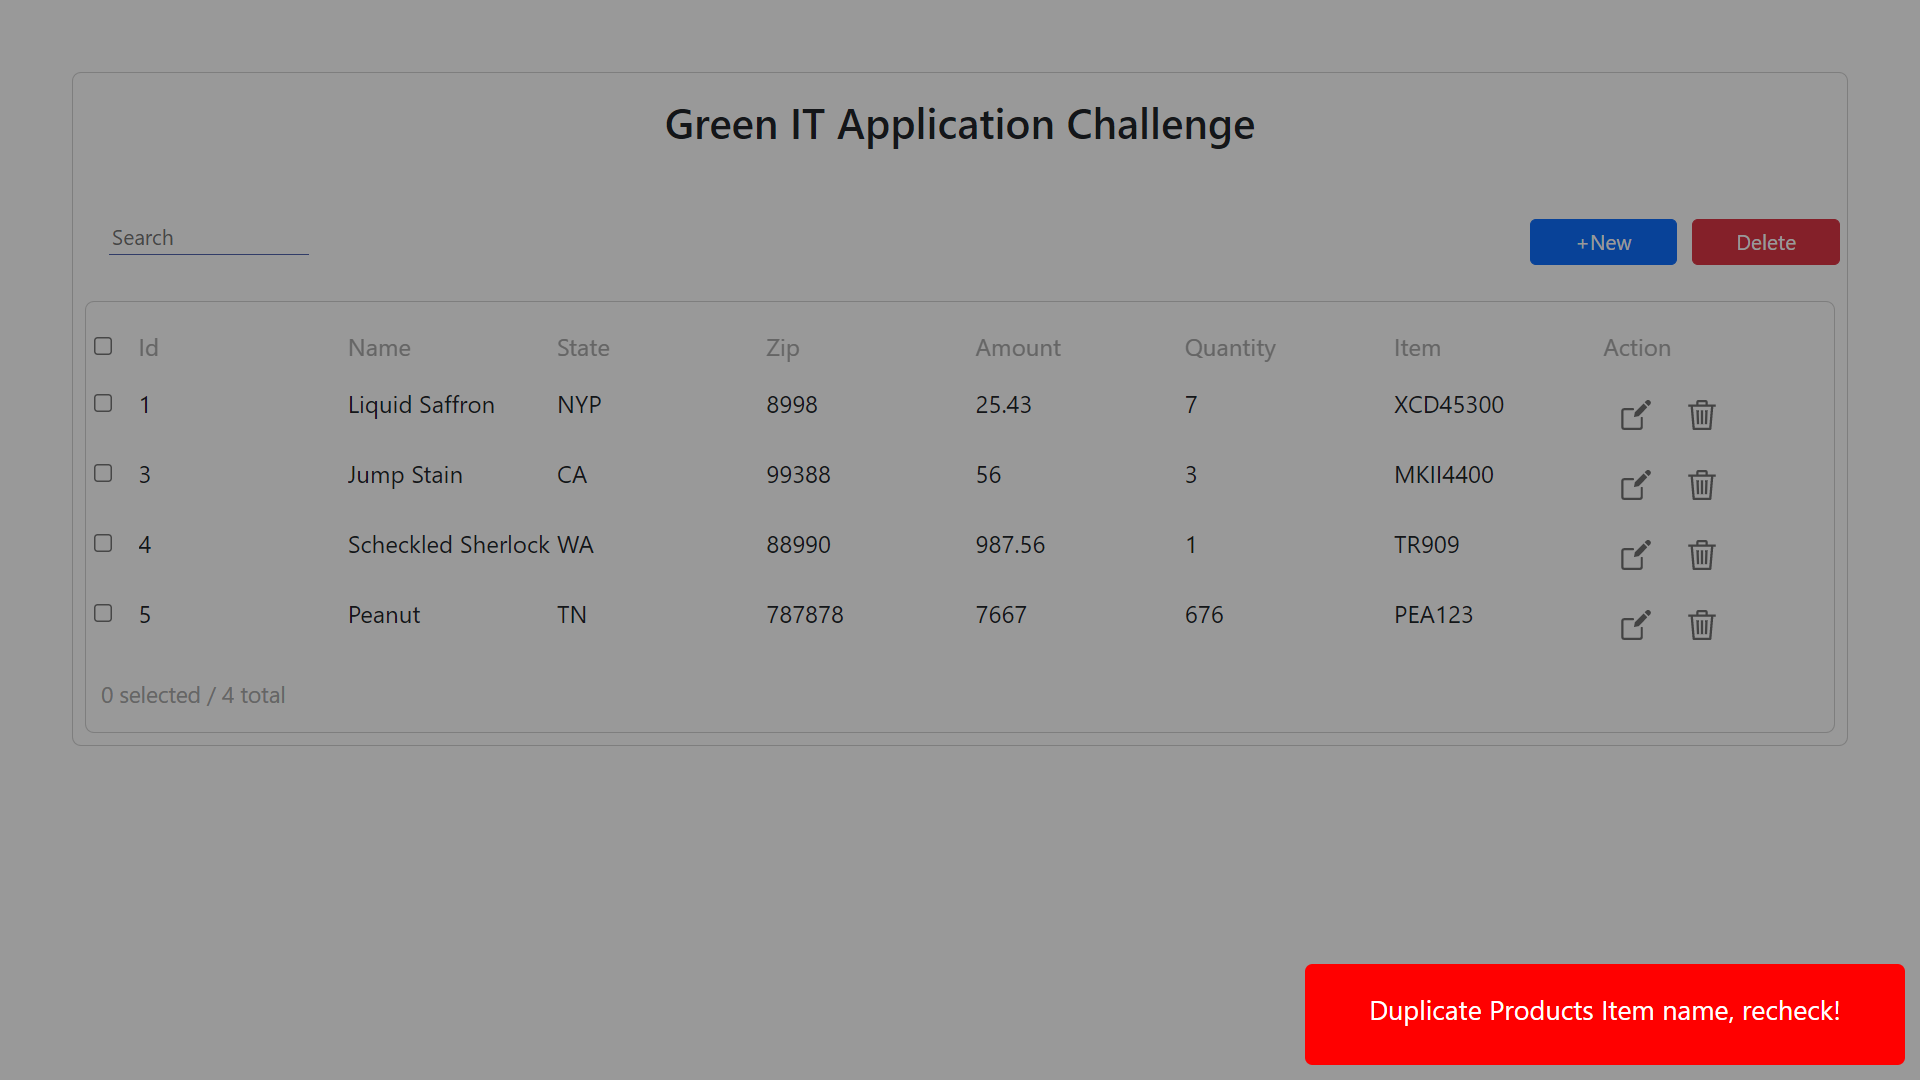 Green IT Application Challenge
Search
+New Delete
Id Name State Zip Amount Quantity Item Action
1 Liquid Saffron NYP 8998 25.43 7 XCD45300
3 Jump Stain CA 99388 56 3 MKII4400
4 Scheckled Sherlock WA 88990 987.56 1 TR909
5 Peanut TN 787878 7667 676 PEA123
0 selected / 4 total
Duplicate Products Item name, recheck!